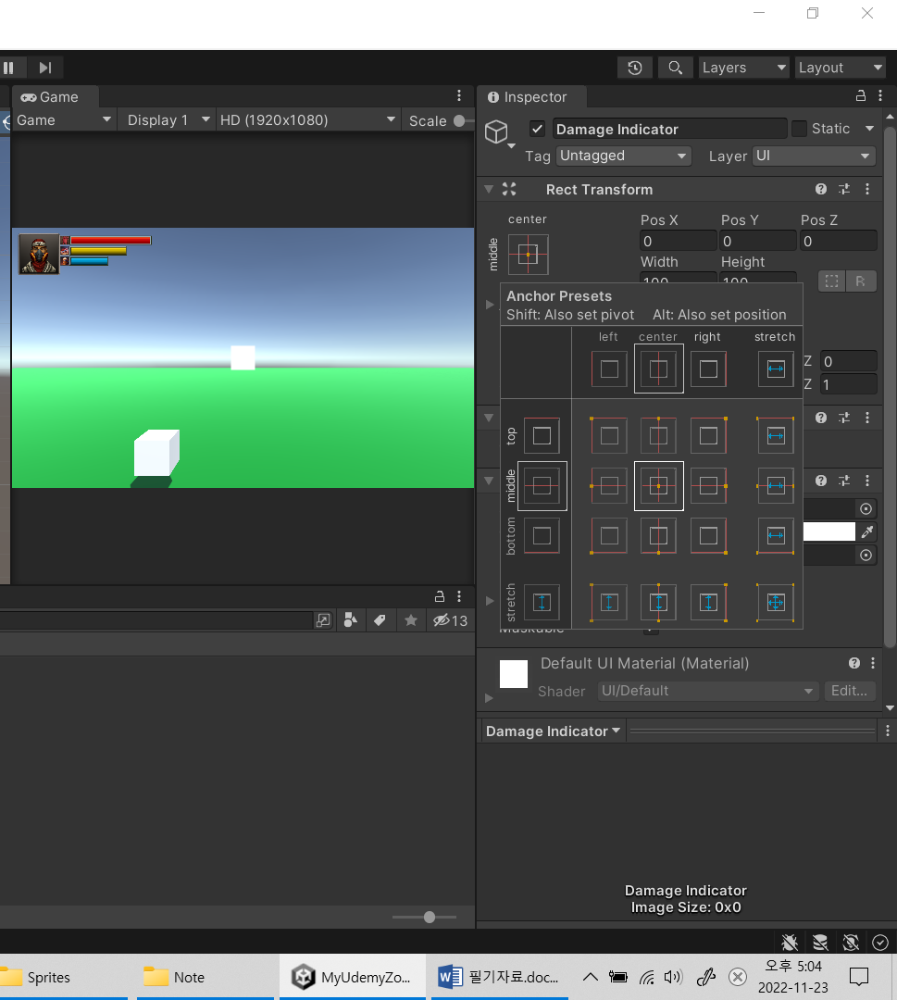 Layers
Layout
Game
Inspector
Game
Display 1
HD (1920x1080)
Scale
Damage Indicator
Static
Tag
Untagged
Layer
UI
Rect Transform
center
middle
Pos X
Pos Y
Pos Z
0
0
0
Width
Height
100
100
R
Anchor Presets
Shift: Also set pivot
Alt: Also set position
left
center
right
stretch
Z
0
Z
1
top
middle
bottom
stretch
13
Maskable
Default UI Material (Material)
Shader
UI/Default
Edit...
Damage Indicator
Damage Indicator
Image Size: 0x0
Sprites
Note
MyUdemyZo...
필기자료.doc...
오후 5:04
2022-11-23